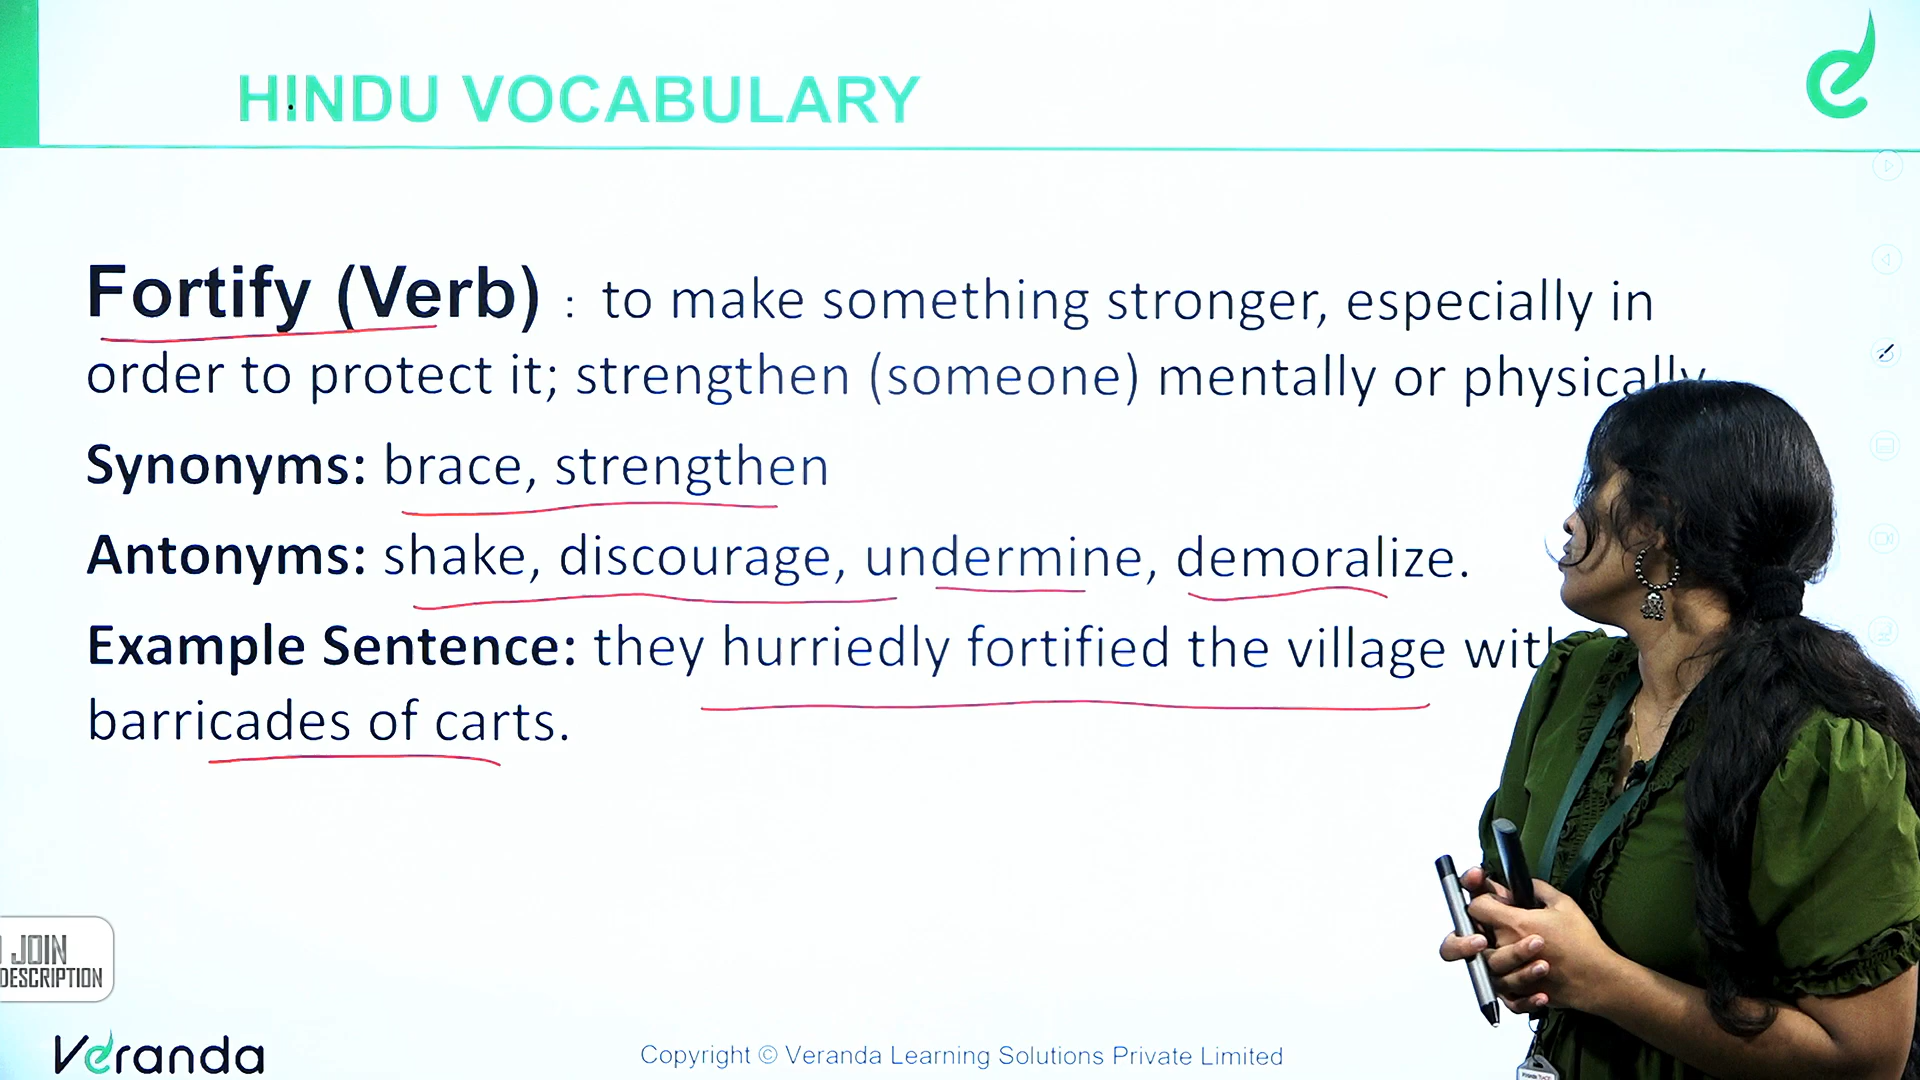 HINDU VOCABULARY
Fortify (Verb) : to make something stronger, especially in
order to protect it; strengthen (someone) mentally or physically
Synonyms: brace, strengthen
Antonyms: shake, discourage, undermine, demoralize.
Example Sentence: they hurriedly fortified the village
barricades of carts.
JOIN
DESCRIPTION
Veranda
Copyright © Veranda Learning Solutions Private Limited